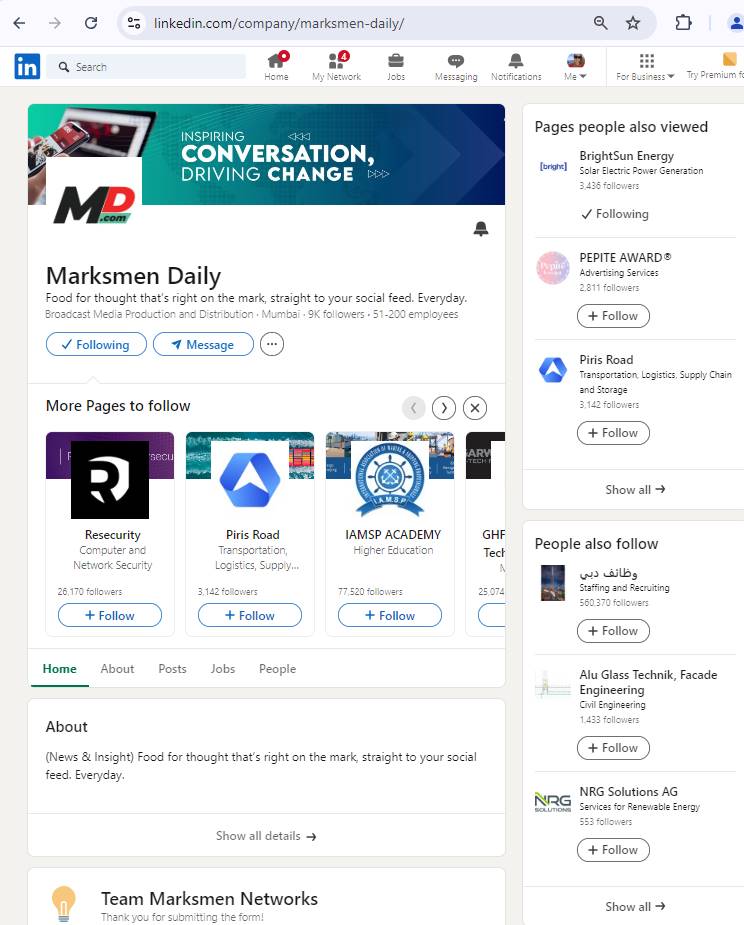 linkedin.com/company/marksmen-daily/
in
Search
Home
4
My Network
Jobs
Messaging
Notifications
Me
For Business
Try Premium fo
INSPIRING
CONVERSATION,
DRIVING CHANGE
MD
.com
Marksmen Daily
Food for thought that's right on the mark, straight to your social feed. Everyday.
Broadcast Media Production and Distribution · Mumbai · 9K followers · 51-200 employees
Following
Message
More Pages to follow
Resecurity
Computer and
Network Security
26,170 followers
+ Follow
Piris Road
Transportation,
Logistics, Supply...
3,142 followers
+ Follow
I.A.M.S.P.
IAMSP ACADEMY
Higher Education
77,520 followers
+ Follow
GHF
Tech
25,074
Home
About
Posts
Jobs
People
About
(News & Insight) Food for thought that's right on the mark, straight to your social
feed. Everyday.
Show all details →
Team Marksmen Networks
Thank you for submitting the form!
Pages people also viewed
[bright]
BrightSun Energy
Solar Electric Power Generation
3,436 followers
Following
Pepite
PEPITE AWARD®
Advertising Services
2,811 followers
+ Follow
Piris Road
Transportation, Logistics, Supply Chain
and Storage
3,142 followers
+ Follow
Show all →
People also follow
وظائف دبي
Staffing and Recruiting
560,370 followers
+ Follow
Alu Glass Technik, Facade
Engineering
Civil Engineering
1,433 followers
+ Follow
NRG
SOLUTIONS
NRG Solutions AG
Services for Renewable Energy
553 followers
+ Follow
Show all →